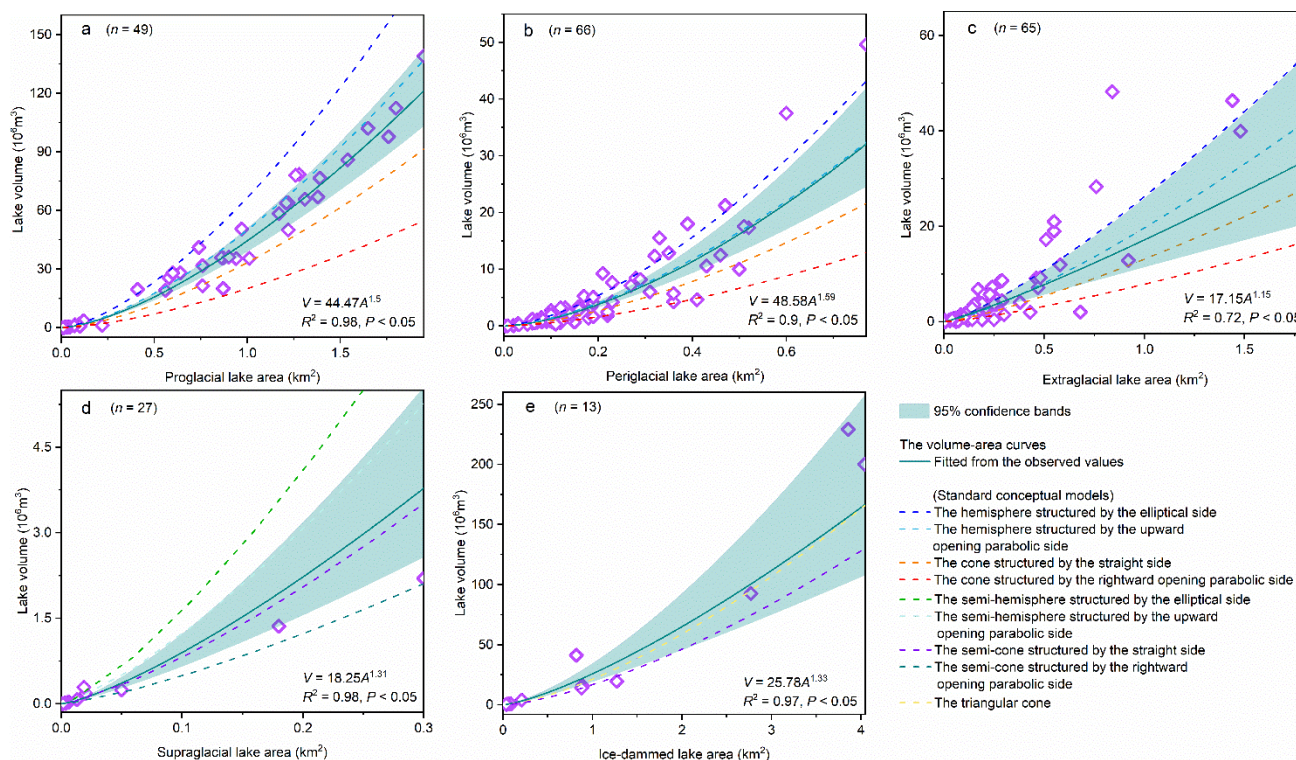 a (n = 49)
150
120
90
60
30
0
Lake volume (10⁶m³)
0.0 0.5 1.0 1.5
Proglacial lake area (km²)
V = 44.47A^1.5
R² = 0.98, P < 0.05
b (n = 66)
50
40
30
20
10
0
Lake volume (10⁶m³)
0.0 0.2 0.4 0.6
Periglacial lake area (km²)
V = 48.58A^1.59
R² = 0.9, P < 0.05
c (n = 65)
60
40
20
0
Lake volume (10⁶m³)
0.0 0.5 1.0 1.5
Extraglacial lake area (km²)
V = 17.15A^1.15
R² = 0.72, P < 0.05
d (n = 27)
4.5
3.0
1.5
0.0
Lake volume (10⁶m³)
0.0 0.1 0.2 0.3
Supraglacial lake area (km²)
V = 18.25A^1.31
R² = 0.98, P < 0.05
e (n = 13)
250
200
150
100
50
0
Lake volume (10⁶m³)
0 1 2 3 4
Ice-dammed lake area (km²)
V = 25.78A^1.33
R² = 0.97, P < 0.05
95% confidence bands
The volume-area curves
Fitted from the observed values
(Standard conceptual models)
The hemisphere structured by the elliptical side
The hemisphere structured by the upward
opening parabolic side
The cone structured by the straight side
The cone structured by the rightward opening parabolic side
The semi-hemisphere structured by the elliptical side
The semi-hemisphere structured by the upward
opening parabolic side
The semi-cone structured by the straight side
The semi-cone structured by the rightward
opening parabolic side
The triangular cone